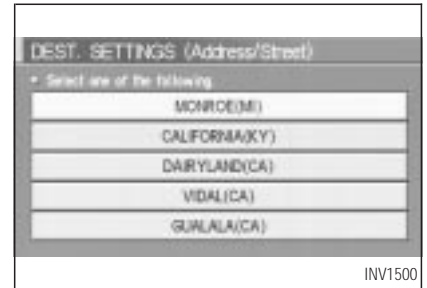 DEST. SETTINGS (Address/Street)
• Select one of the following
MONROE(MI)
CALIFORNIA(KY)
DAIRYLAND(CA)
VIDAL(CA)
GUALALA(CA)
INV1500